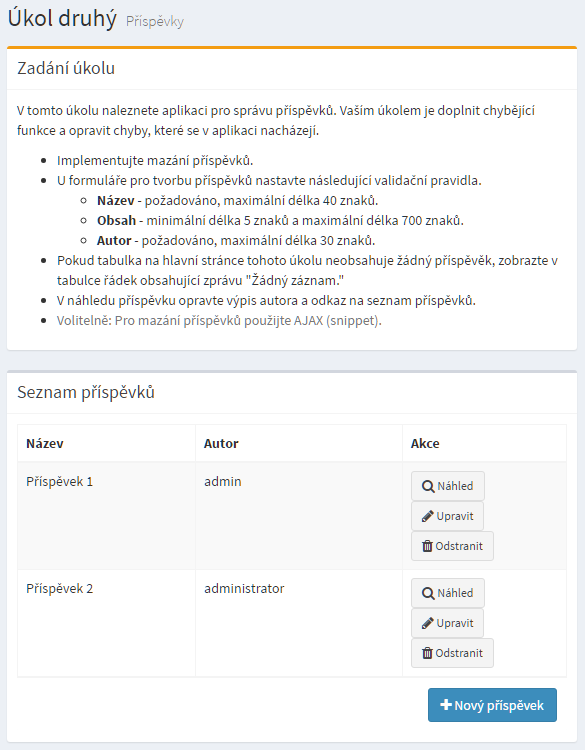 Úkol druhý Příspěvky
Zadání úkolu
V tomto úkolu naleznete aplikaci pro správu příspěvků. Vaším úkolem je doplnit chybějící
funkce a opravit chyby, které se v aplikaci nacházejí.
• Implementujte mazání příspěvků.
• U formuláře pro tvorbu příspěvků nastavte následující validační pravidla.
◦ Název - požadováno, maximální délka 40 znaků.
◦ Obsah - minimální délka 5 znaků a maximální délka 700 znaků.
◦ Autor - požadováno, maximální délka 30 znaků.
• Pokud tabulka na hlavní stránce tohoto úkolu neobsahuje žádný příspěvěk, zobrazte v
tabulce řádek obsahující zprávu "Žádný záznam."
• V náhledu příspěvku opravte výpis autora a odkaz na seznam příspěvků.
• Volitelně: Pro mazání příspěvků použijte AJAX (snippet).
Seznam příspěvků
Název Autor Akce
Příspěvek 1 admin Náhled
Upravit
Odstranit
Příspěvek 2 administrator Náhled
Upravit
Odstranit
Nový příspěvek